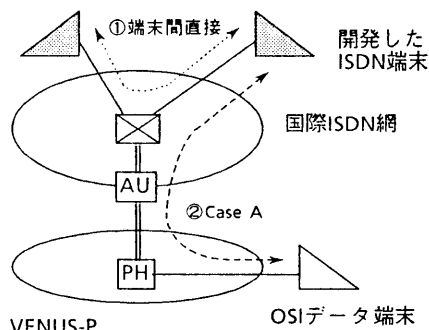 ①端末間直接
開発した
ISDN端末
国際ISDN網
AU
②Case A
PH
OSIデータ端末
VENUS-P